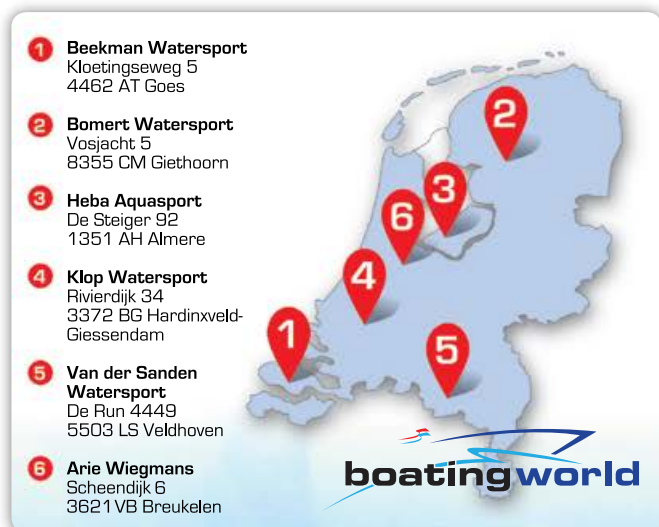 1 Beekman Watersport
Kloetingseweg 5
4462 AT Goes
2 Bomert Watersport
Vosjacht 5
8355 CM Giethoorn
3 Heba Aquasport
De Steiger 92
1351 AH Almere
4 Klop Watersport
Rivierdijk 34
3372 BG Hardinxveld-
Giessendam
5 Van der Sanden
Watersport
De Run 4449
5503 LS Veldhoven
6 Arie Wiegmans
Scheendijk 6
3621 VB Breukelen
2
3
6
4
1
5
boatingworld